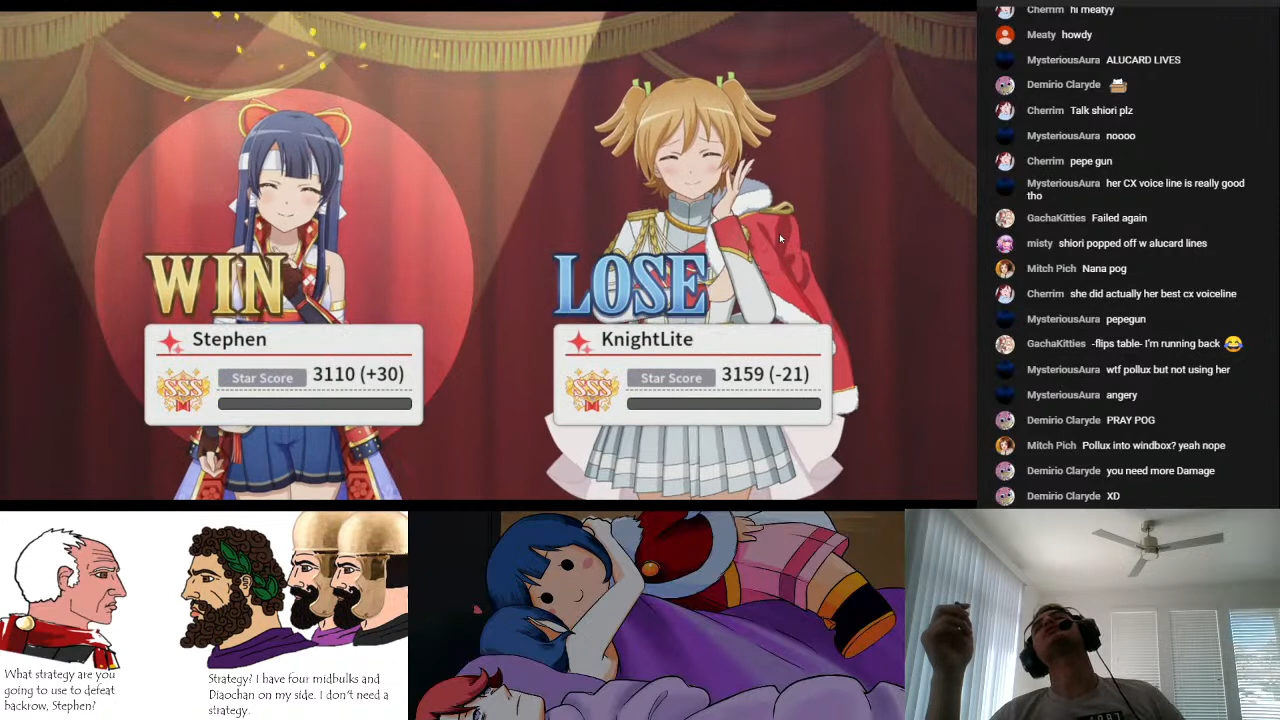 WIN
Stephen
Star Score
3110 (+30)
SSS
LOSE
KnightLite
Star Score
3159 (-21)
SSS
Cherrim hi meatyy
Meaty howdy
MysteriousAura ALUCARD LIVES
Demirio Claryde
Cherrim Talk shiori plz
MysteriousAura noooo
Cherrim pepe gun
MysteriousAura her CX voice line is really good
tho
GachaKitties Failed again
misty shiori popped off w alucard lines
Mitch Pich Nana pog
Cherrim she did actually her best cx voiceline
MysteriousAura pepegun
GachaKitties -flips table- I'm running back
MysteriousAura wtf pollux but not using her
MysteriousAura angery
Demirio Claryde PRAY POG
Mitch Pich Pollux into windbox? yeah nope
Demirio Claryde you need more Damage
Demirio Claryde XD
What strategy are you
going to use to defeat
backrow, Stephen?
Strategy? I have four midbulks and
Diaochan on my side. I don't need a
strategy.